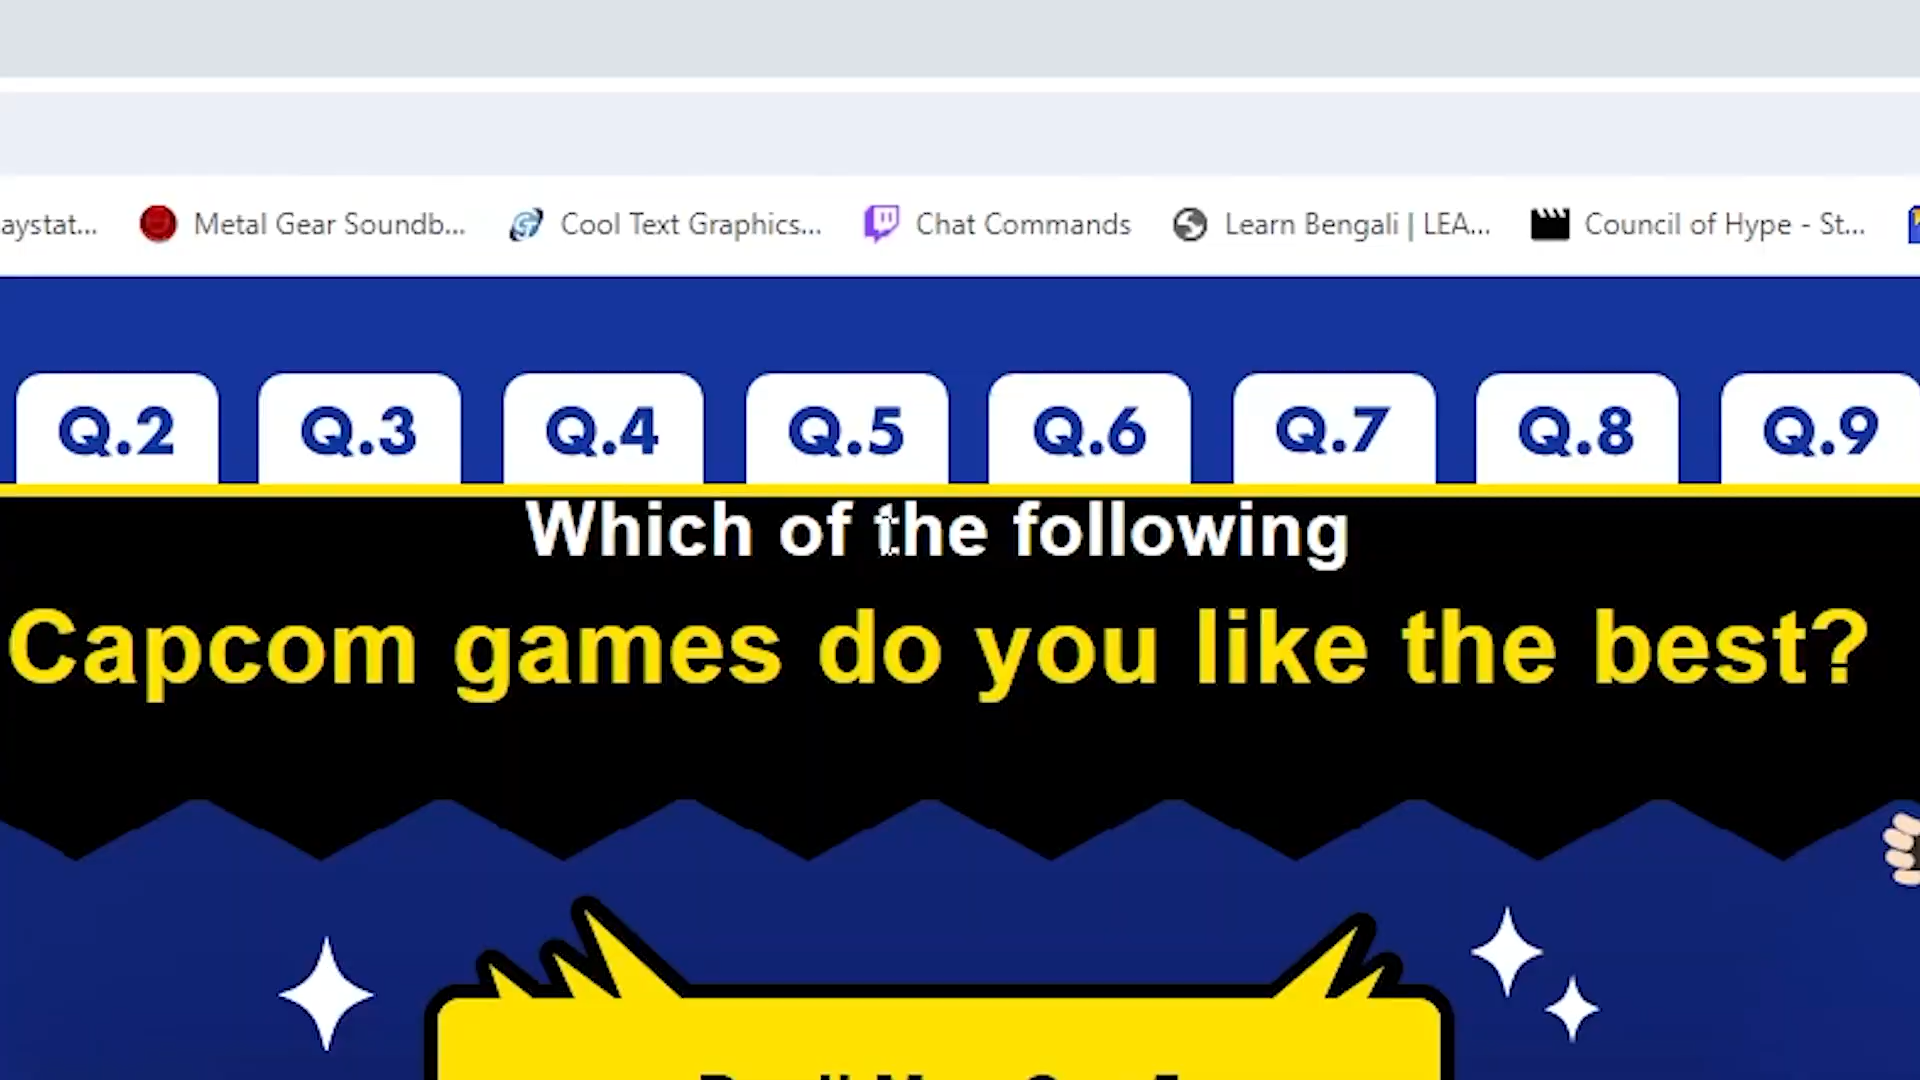 aystat... Metal Gear Soundb... Cool Text Graphics... Chat Commands Learn Bengali | LEA... Council of Hype - St...
Q.2 Q.3 Q.4 Q.5 Q.6 Q.7 Q.8 Q.9
Which of the following
Capcom games do you like the best?